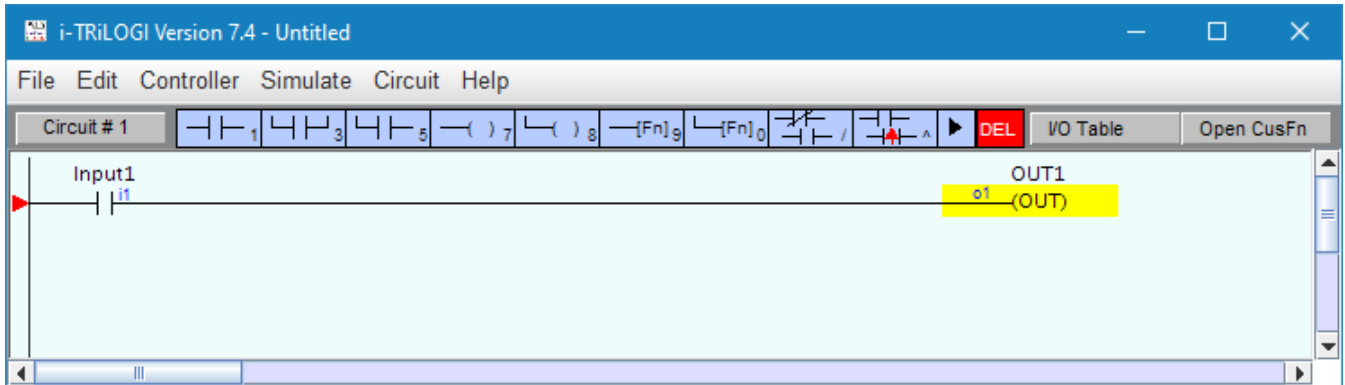 i-TRiLOGI Version 7.4 - Untitled
File Edit Controller Simulate Circuit Help
Circuit # 1 1 3 5 ( ) 7 ( ) 8 [Fn] 9 [Fn] 0 / ^ DEL I/O Table Open CusFn
Input1 OUT1
i1 o1 (OUT)